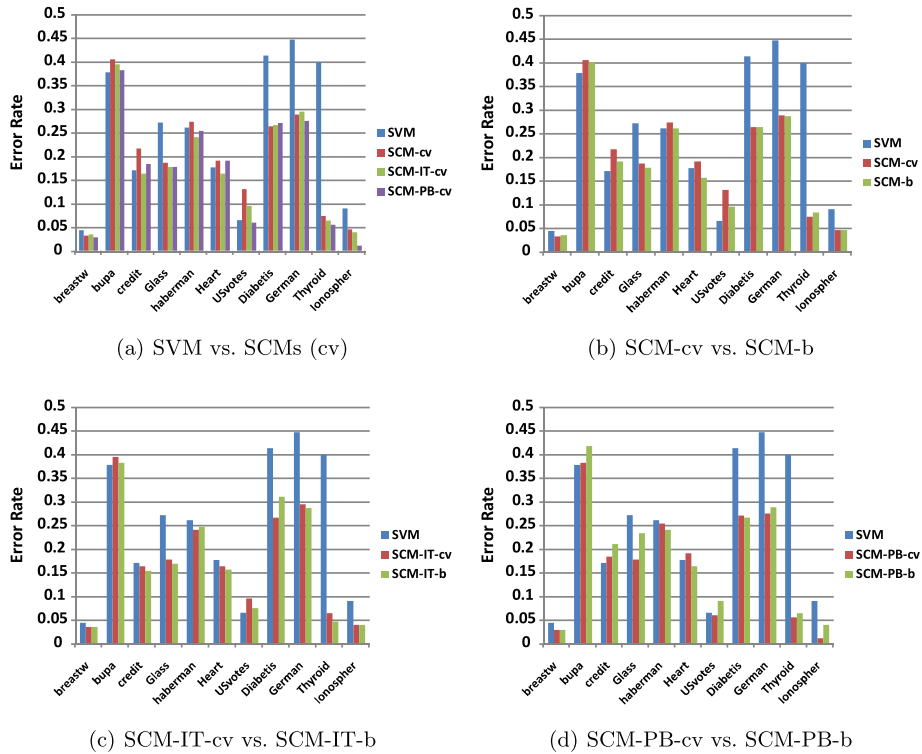 0.5
0.45
0.4
0.35
0.3
0.25
0.2
0.15
0.1
0.05
0
Error Rate
breastw
bupa
credit
Glass
haberman
Heart
USvotes
Diabetis
German
Thyroid
Ionospher
SVM
SCM-cv
SCM-IT-cv
SCM-PB-cv
(a) SVM vs. SCMs (cv)
0.5
0.45
0.4
0.35
0.3
0.25
0.2
0.15
0.1
0.05
0
Error Rate
breastw
bupa
credit
Glass
haberman
Heart
USvotes
Diabetis
German
Thyroid
Ionospher
SVM
SCM-cv
SCM-b
(b) SCM-cv vs. SCM-b
0.5
0.45
0.4
0.35
0.3
0.25
0.2
0.15
0.1
0.05
0
Error Rate
breastw
bupa
credit
Glass
haberman
Heart
USvotes
Diabetis
German
Thyroid
Ionospher
SVM
SCM-IT-cv
SCM-IT-b
(c) SCM-IT-cv vs. SCM-IT-b
0.5
0.45
0.4
0.35
0.3
0.25
0.2
0.15
0.1
0.05
0
Error Rate
breastw
bupa
credit
Glass
haberman
Heart
USvotes
Diabetis
German
Thyroid
Ionospher
SVM
SCM-PB-cv
SCM-PB-b
(d) SCM-PB-cv vs. SCM-PB-b